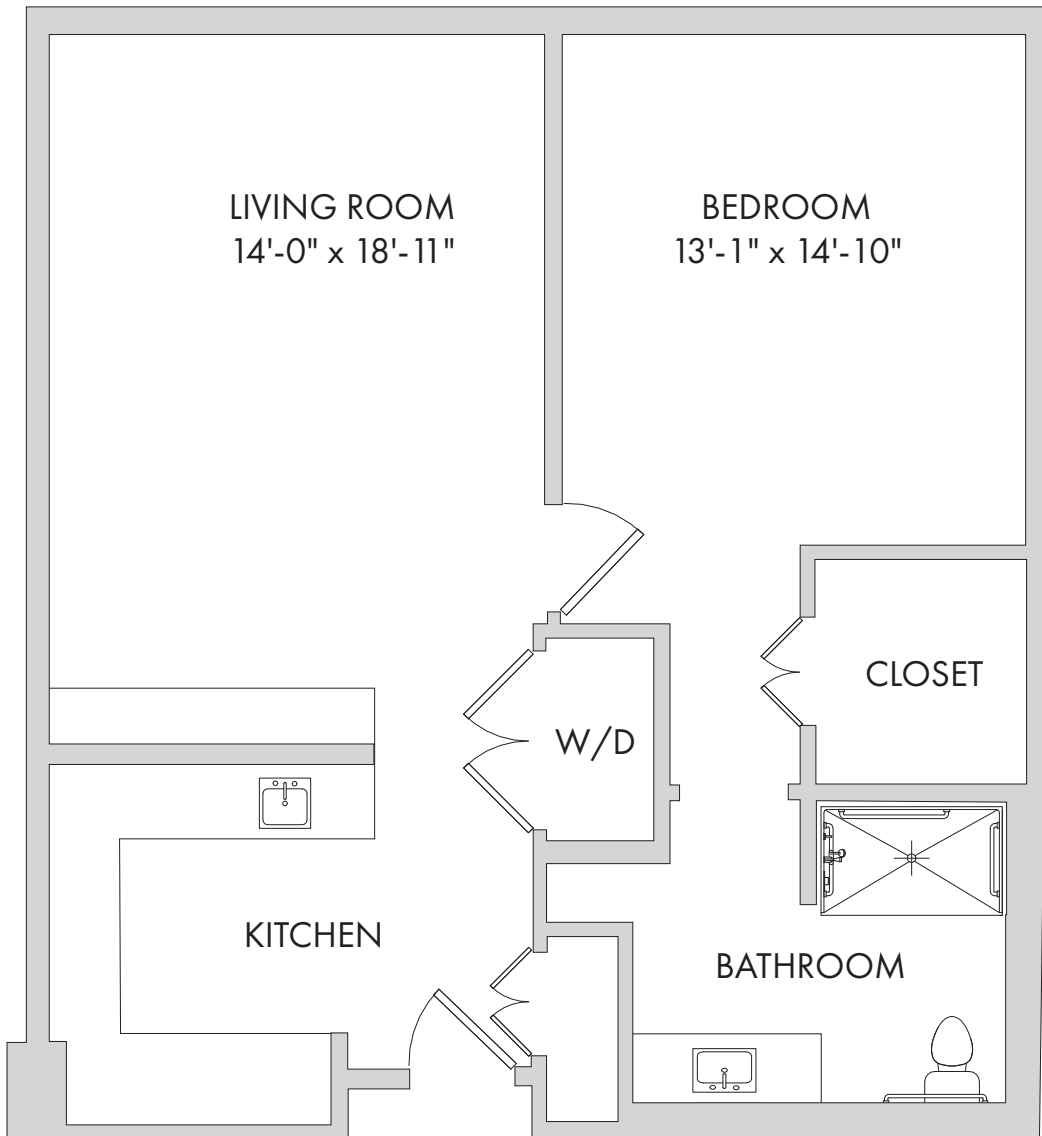 LIVING ROOM
14'-0" x 18'-11"
BEDROOM
13'-1" x 14'-10"
CLOSET
W/D
KITCHEN
BATHROOM